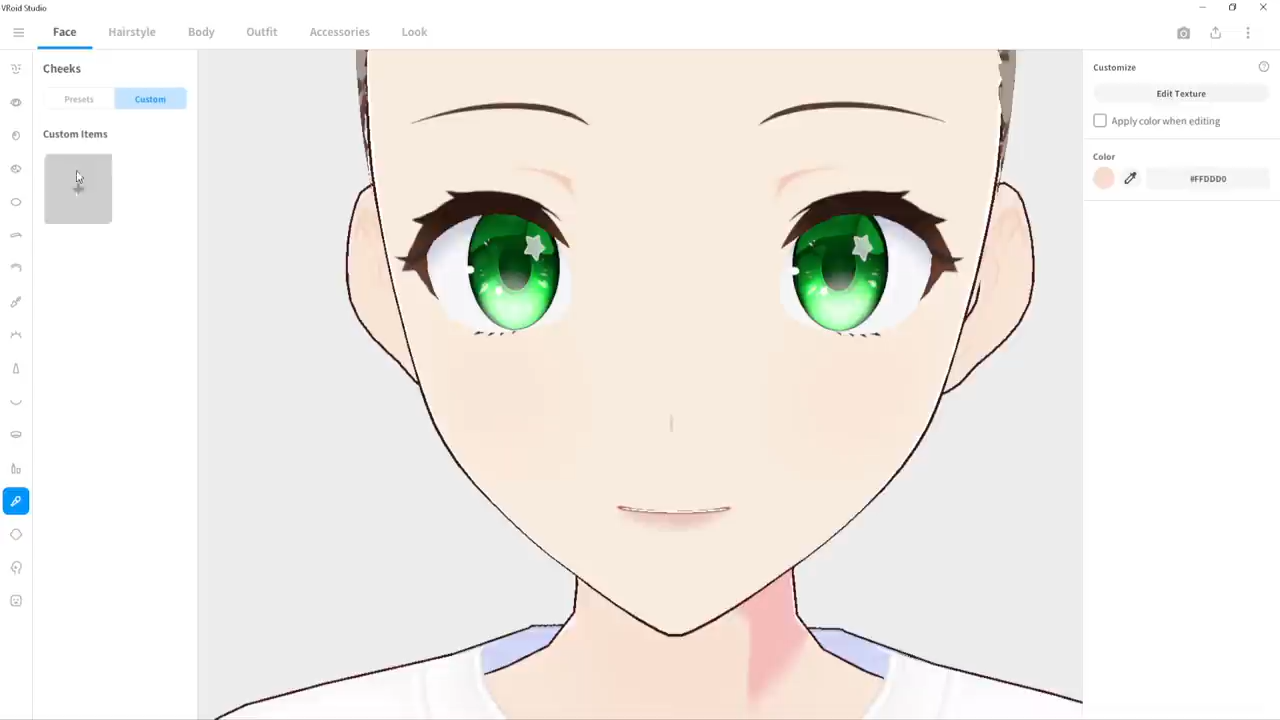 VRoid Studio
Face Hairstyle Body Outfit Accessories Look
Cheeks
Presets Custom
Custom Items
Customize
Edit Texture
Apply color when editing
Color
#FFDDD0